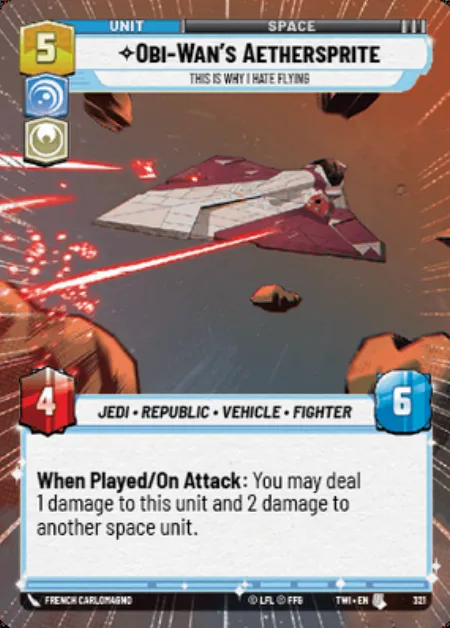 UNIT
SPACE
5
OBI-WAN'S AETHERSPRITE
THIS IS WHY I HATE FLYING
4
JEDI • REPUBLIC • VEHICLE • FIGHTER
6
When Played/On Attack: You may deal
1 damage to this unit and 2 damage to
another space unit.
FRENCH CARLOMAGNO
© LFL © FFG
TWI • EN
321